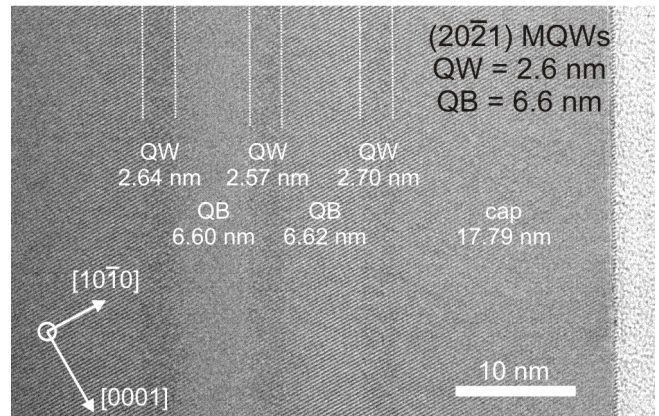 (202̅1) MQWs
QW = 2.6 nm
QB = 6.6 nm
QW QW QW
2.64 nm 2.57 nm 2.70 nm
QB QB cap
6.60 nm 6.62 nm 17.79 nm
[101̅0]
[0001]
10 nm